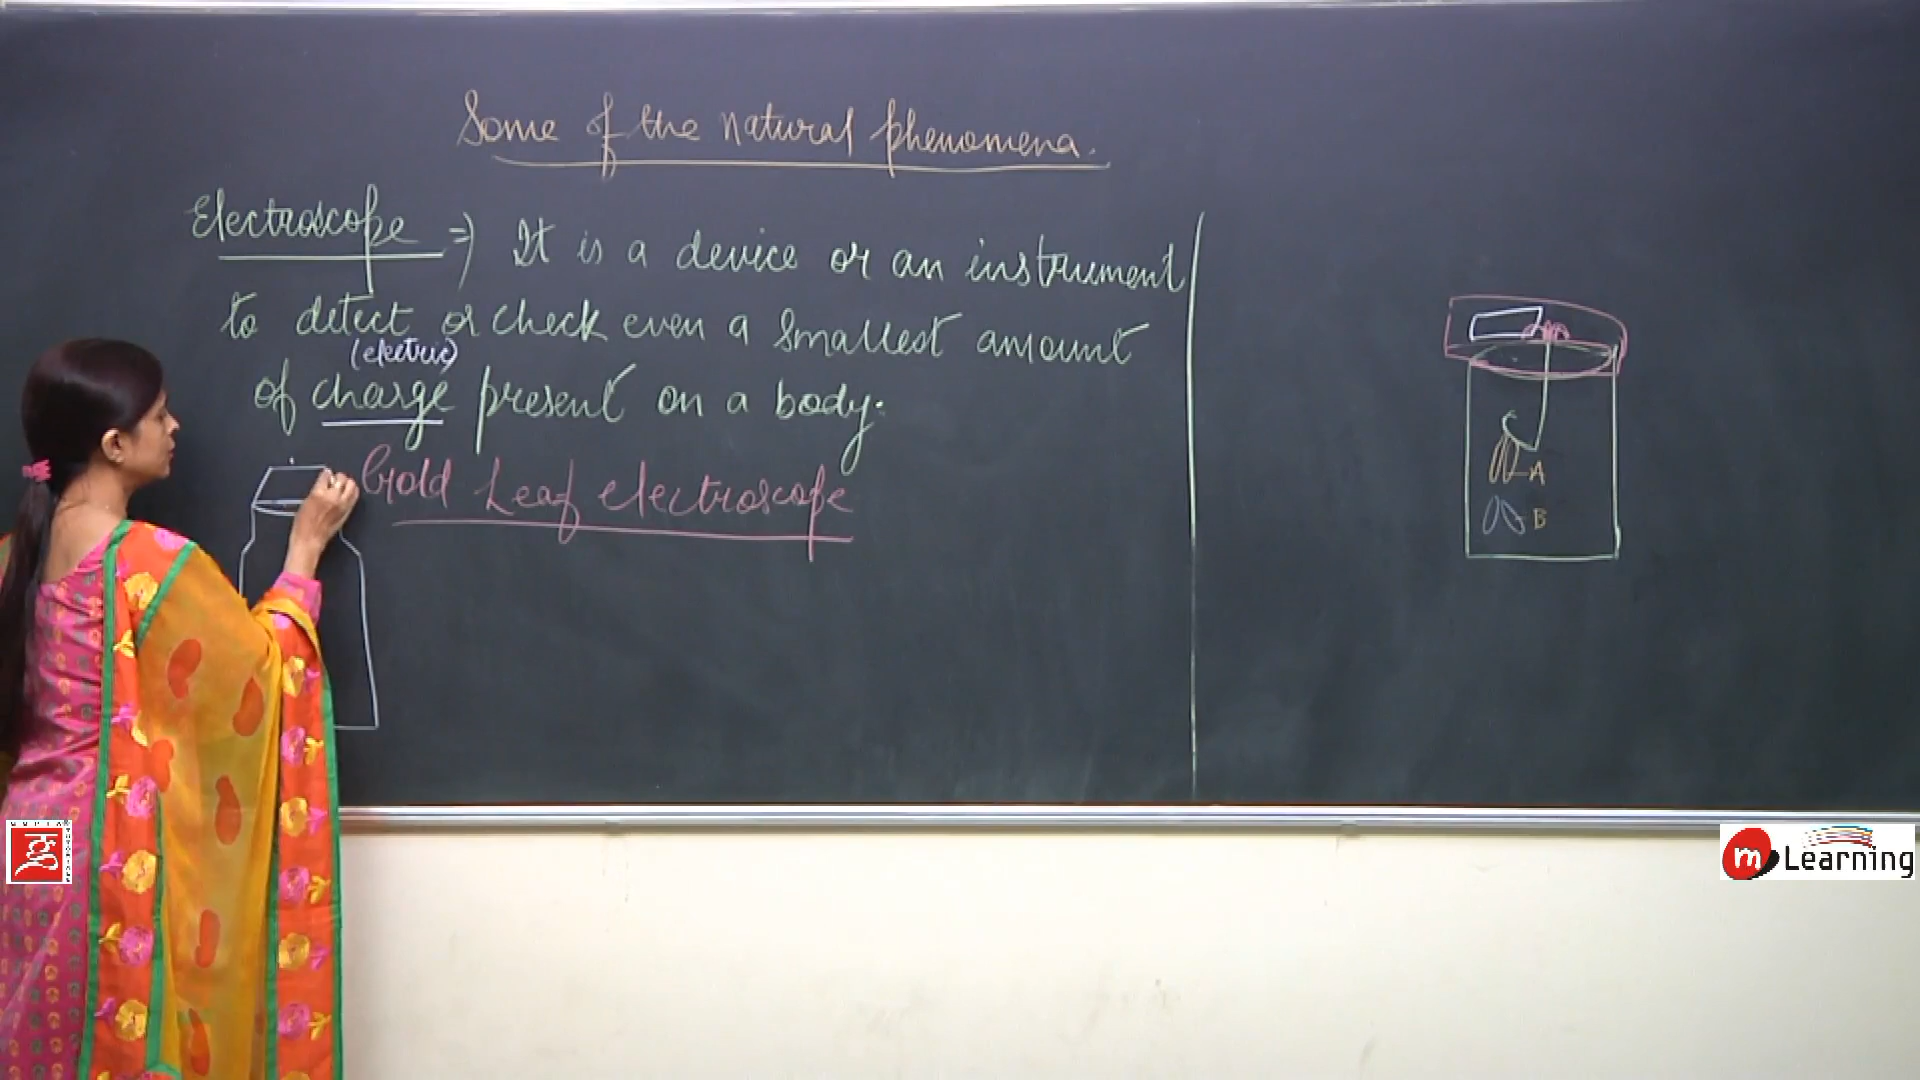 Some of the natural phenomena.
Electroscope => It is a device or an instrument
to detect or check even a smallest amount
(electric)
of charge present on a body.
Gold Leaf electroscope
A
B
m Learning